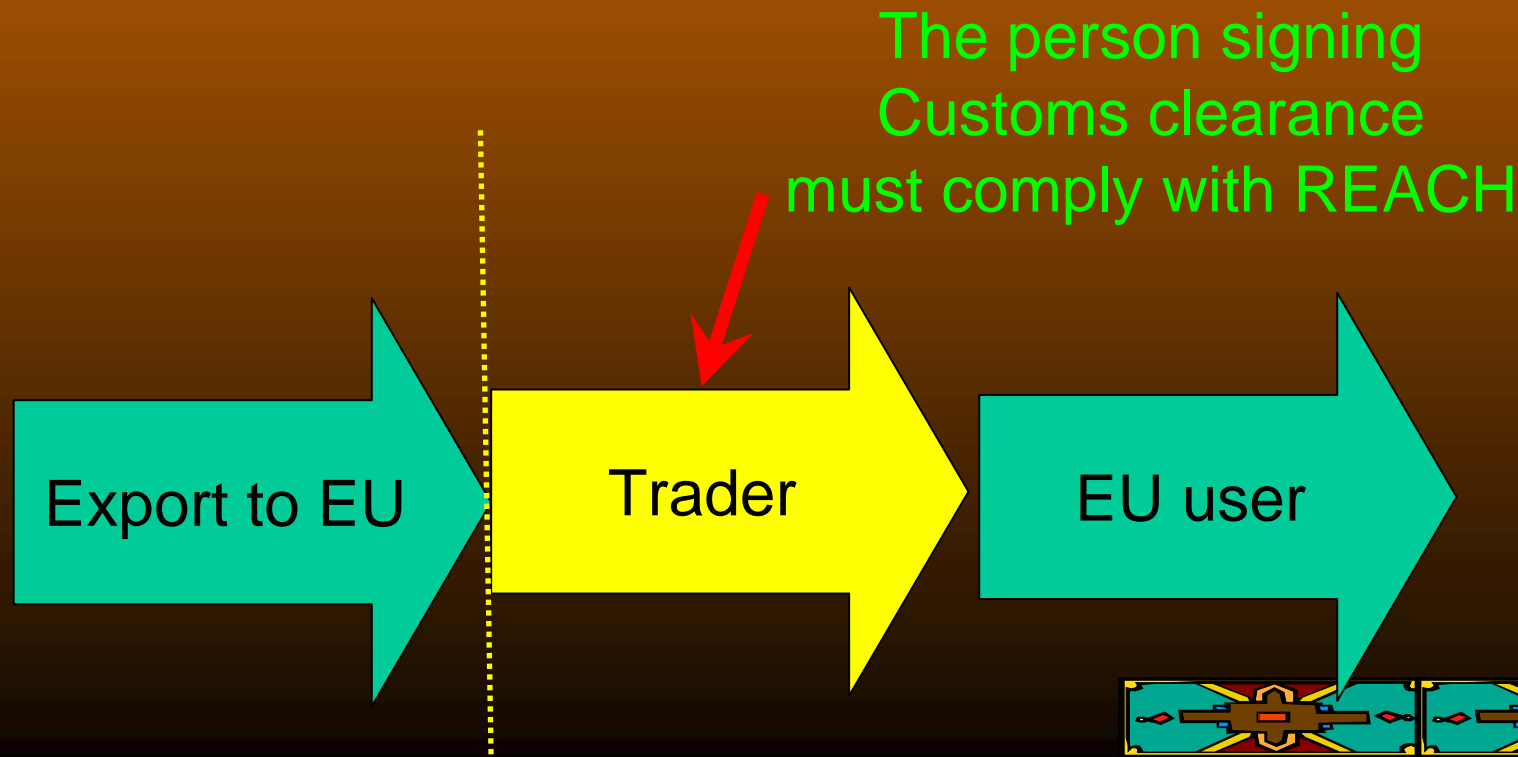 The person signing
Customs clearance
must comply with REACH
Export to EU
Trader
EU user